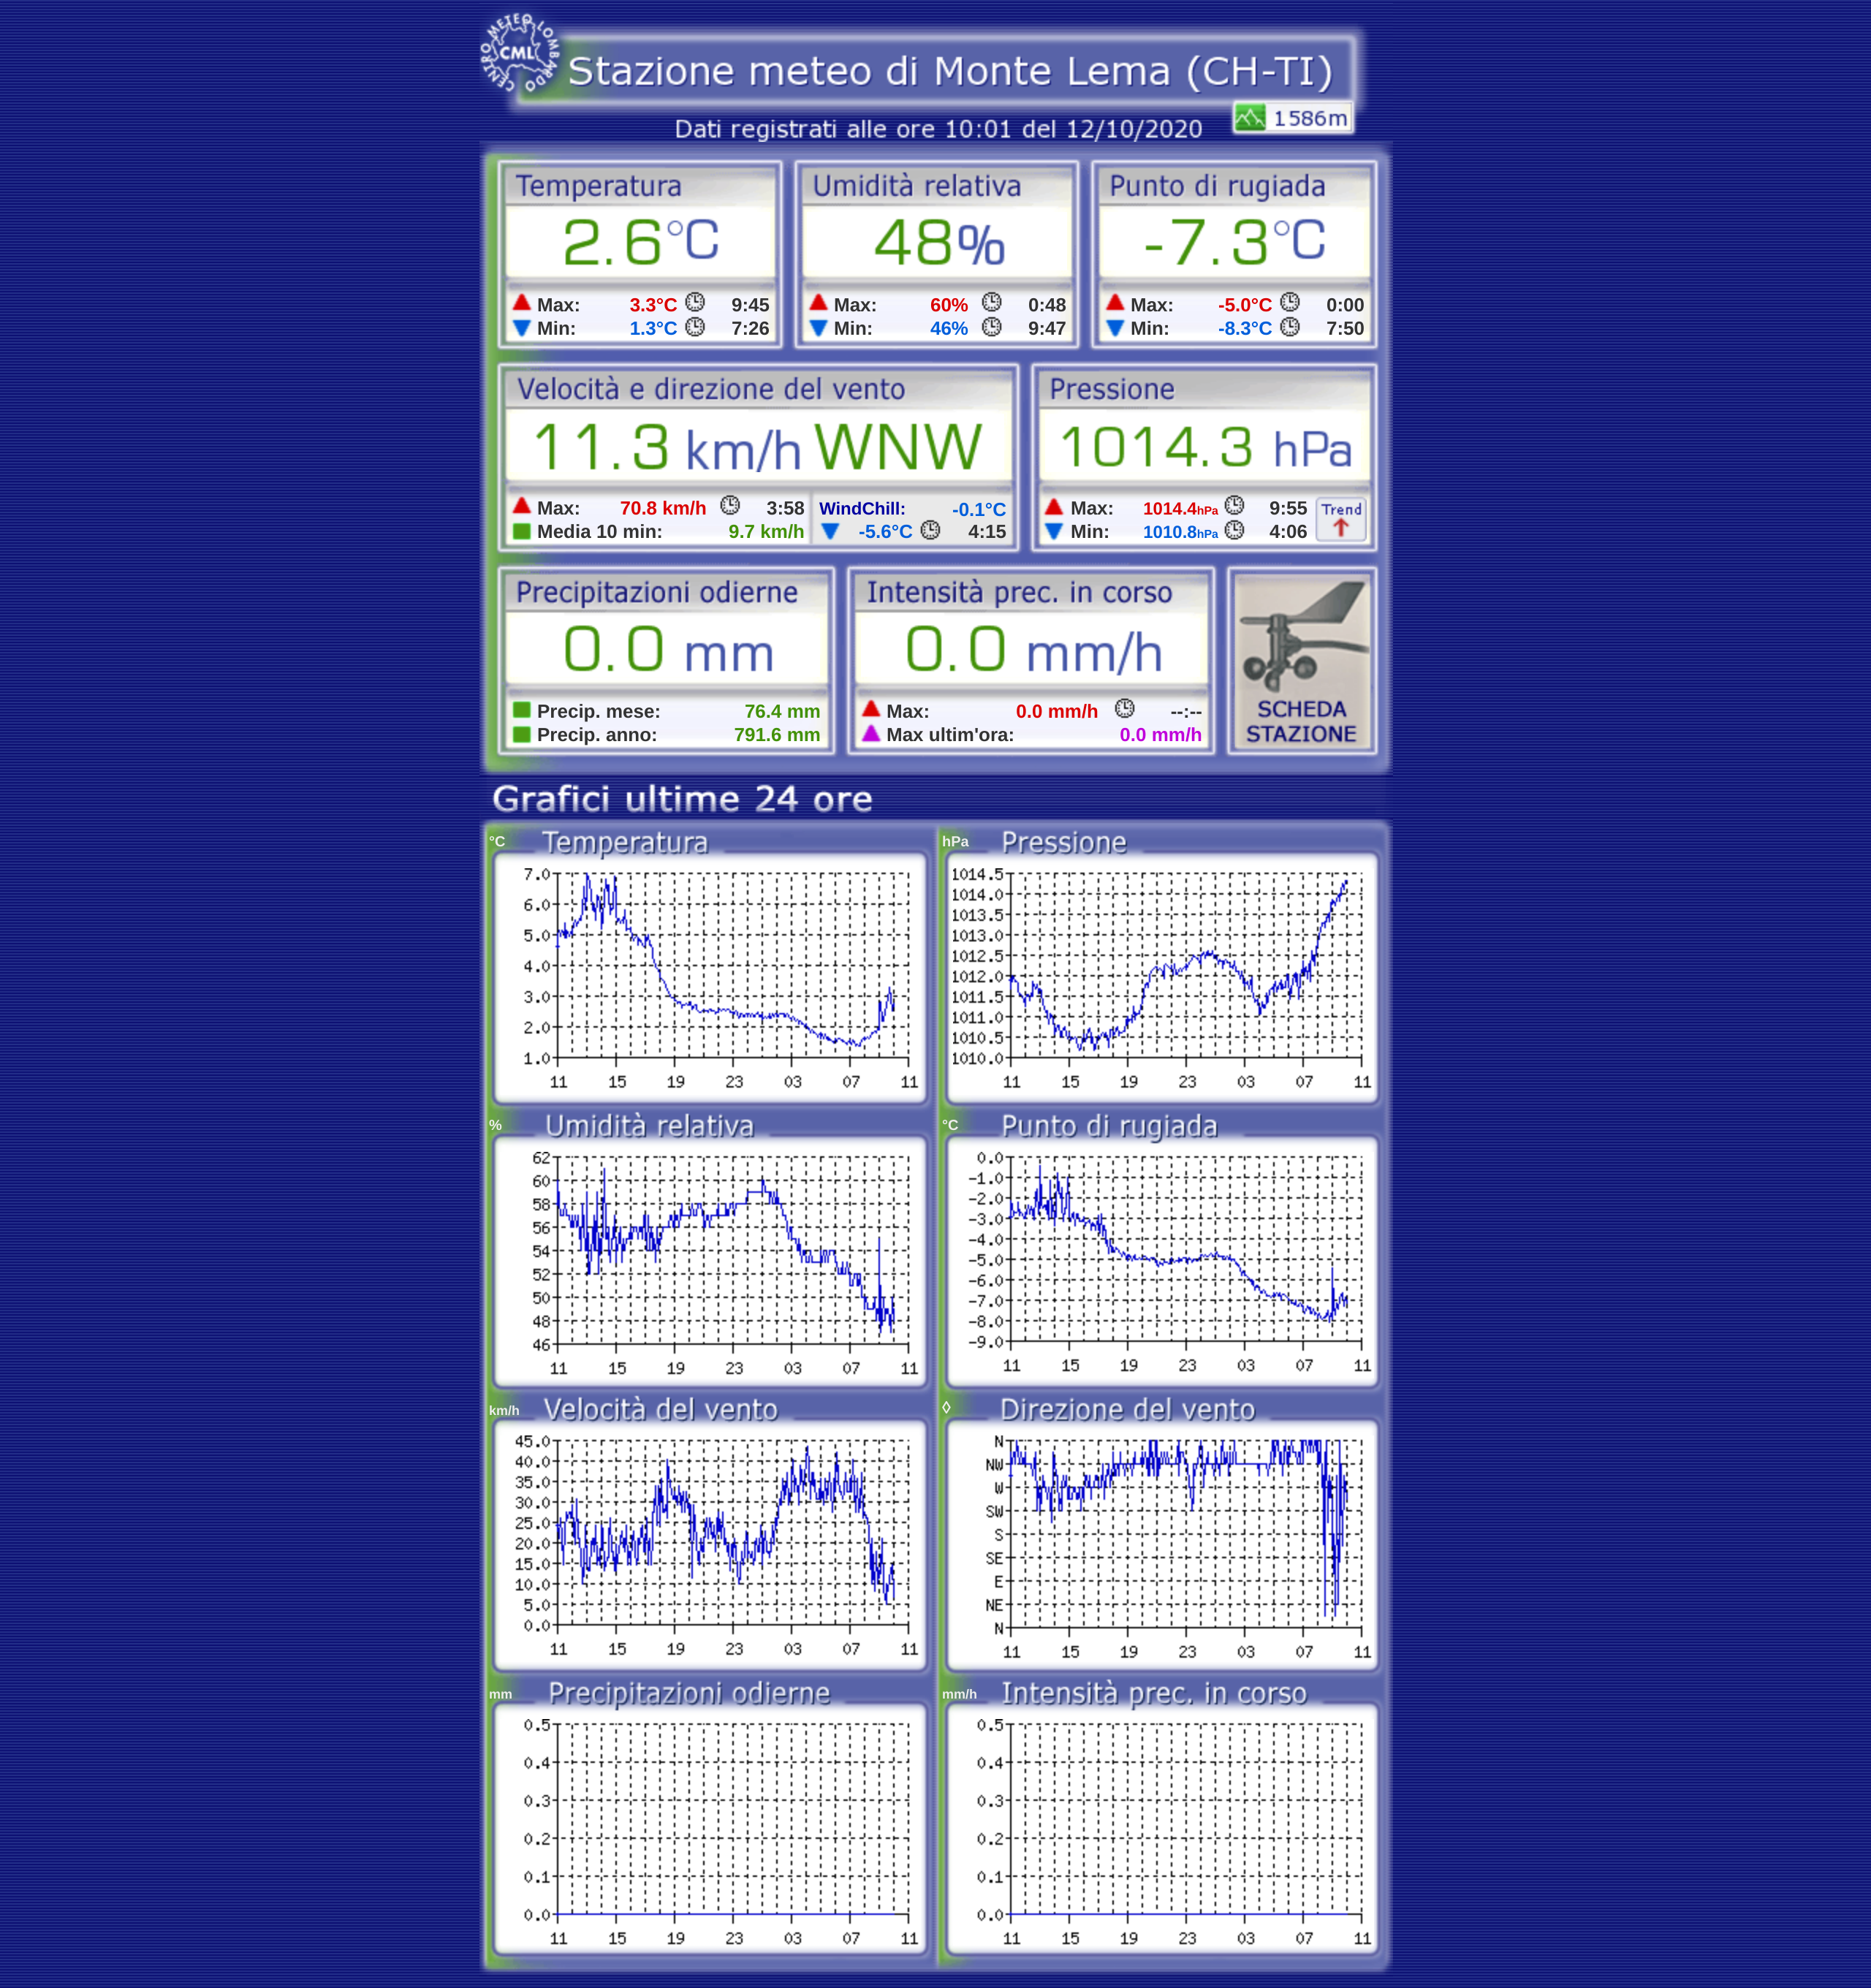 CENTRO METEO LOMBARDO
CML
Stazione meteo di Monte Lema (CH-TI)
1586m
Dati registrati alle ore 10:01 del 12/10/2020
Temperatura
2.6°C
Max: 3.3°C 9:45
Min: 1.3°C 7:26
Umidità relativa
48%
Max: 60% 0:48
Min: 46% 9:47
Punto di rugiada
-7.3°C
Max: -5.0°C 0:00
Min: -8.3°C 7:50
Velocità e direzione del vento
11.3 km/h WNW
Max: 70.8 km/h 3:58
Media 10 min: 9.7 km/h
WindChill: -0.1°C
-5.6°C 4:15
Pressione
1014.3 hPa
Max: 1014.4hPa 9:55
Min: 1010.8hPa 4:06
Trend
Precipitazioni odierne
0.0 mm
Precip. mese: 76.4 mm
Precip. anno: 791.6 mm
Intensità prec. in corso
0.0 mm/h
Max: 0.0 mm/h --:--
Max ultim'ora: 0.0 mm/h
SCHEDA
STAZIONE
Grafici ultime 24 ore
°C Temperatura
7.0
6.0
5.0
4.0
3.0
2.0
1.0
11 15 19 23 03 07 11
hPa Pressione
1014.5
1014.0
1013.5
1013.0
1012.5
1012.0
1011.5
1011.0
1010.5
1010.0
11 15 19 23 03 07 11
% Umidità relativa
62
60
58
56
54
52
50
48
46
11 15 19 23 03 07 11
°C Punto di rugiada
0.0
-1.0
-2.0
-3.0
-4.0
-5.0
-6.0
-7.0
-8.0
-9.0
11 15 19 23 03 07 11
km/h Velocità del vento
45.0
40.0
35.0
30.0
25.0
20.0
15.0
10.0
5.0
0.0
11 15 19 23 03 07 11
◊ Direzione del vento
N
NW
W
SW
S
SE
E
NE
N
11 15 19 23 03 07 11
mm Precipitazioni odierne
0.5
0.4
0.3
0.2
0.1
0.0
11 15 19 23 03 07 11
mm/h Intensità prec. in corso
0.5
0.4
0.3
0.2
0.1
0.0
11 15 19 23 03 07 11